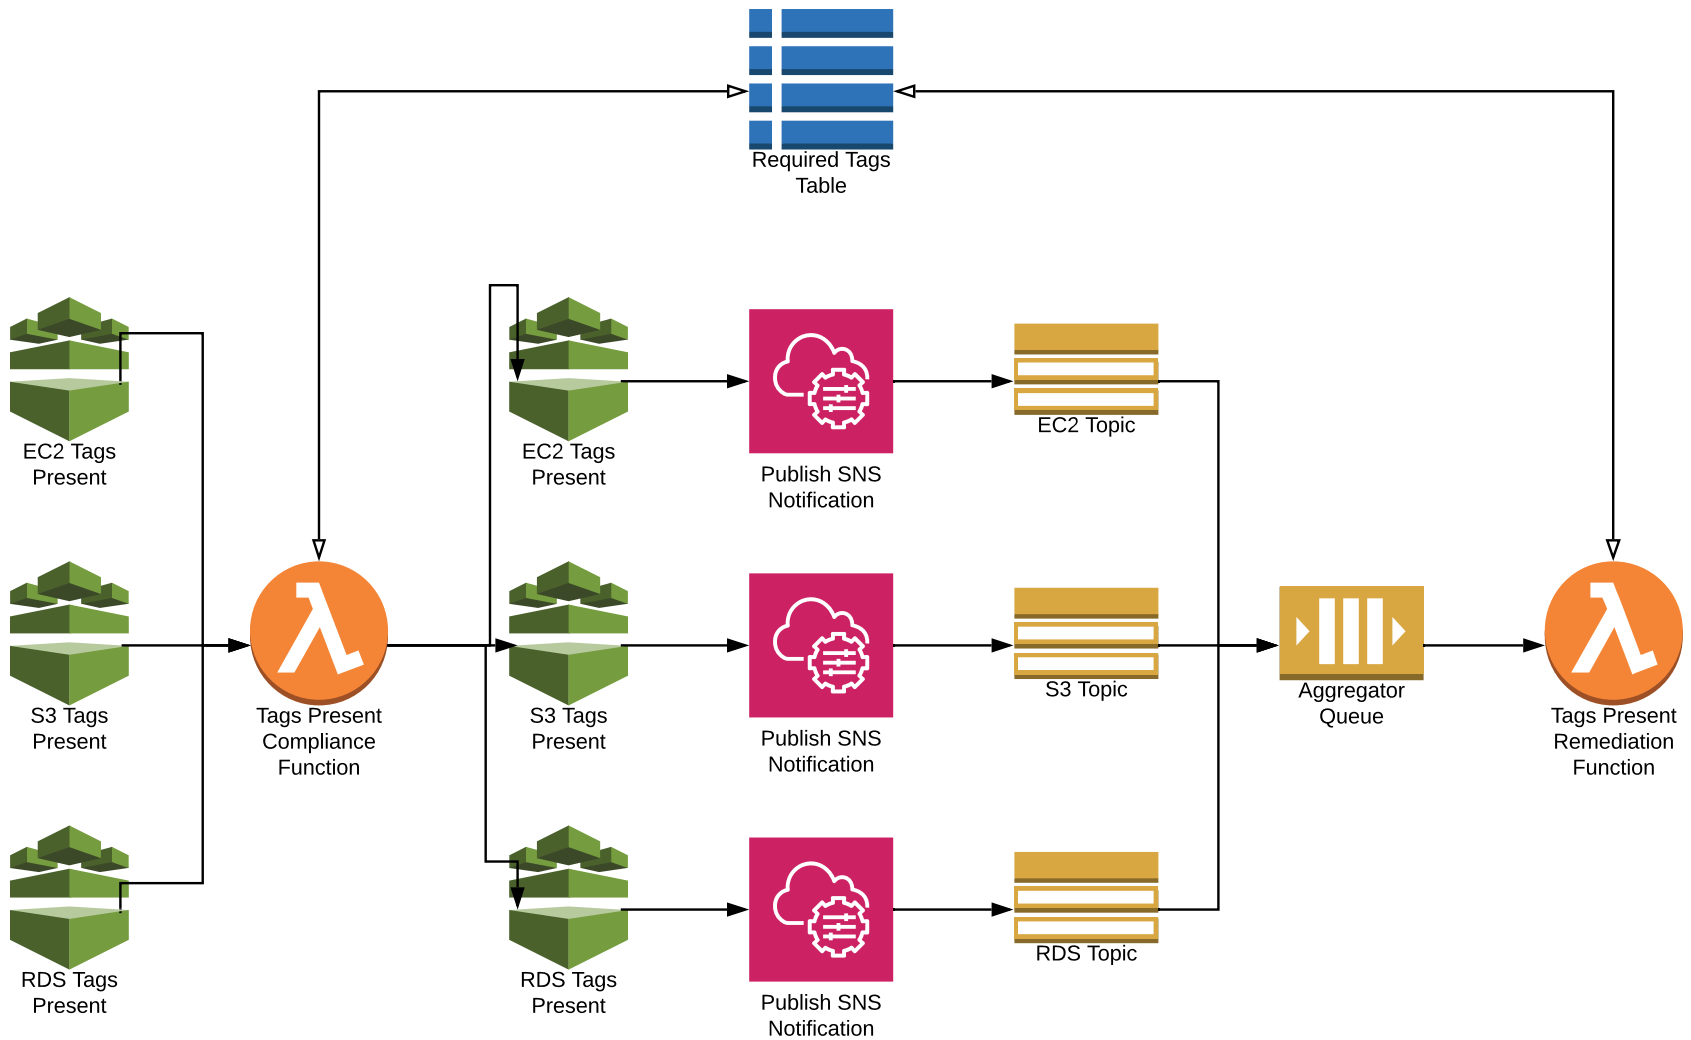 Required Tags
Table
EC2 Tags
Present
EC2 Tags
Present
Publish SNS
Notification
EC2 Topic
S3 Tags
Present
Tags Present
Compliance
Function
S3 Tags
Present
Publish SNS
Notification
S3 Topic
Aggregator
Queue
Tags Present
Remediation
Function
RDS Tags
Present
RDS Tags
Present
Publish SNS
Notification
RDS Topic